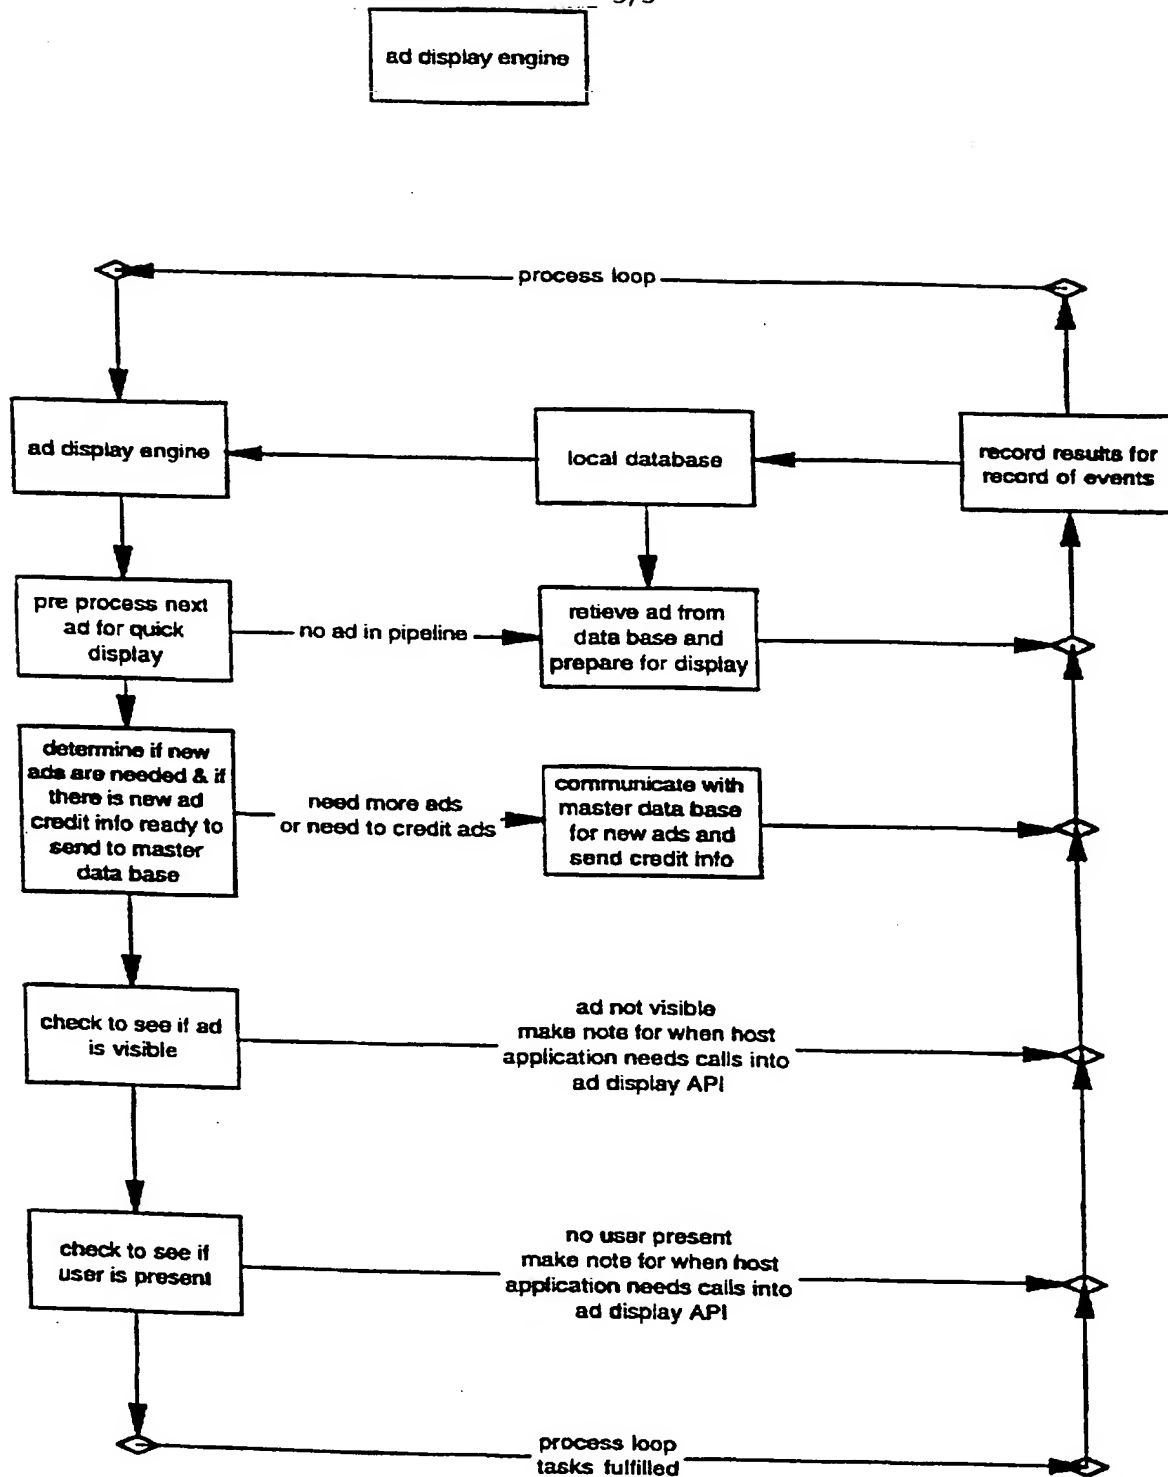 ad display engine
process loop
ad display engine
local database
record results for
record of events
pre process next
ad for quick
display
no ad in pipeline
retieve ad from
data base and
prepare for display
determine if new
ads are needed & if
there is new ad
credit info ready to
send to master
data base
need more ads
or need to credit ads
communicate with
master data base
for new ads and
send credit info
check to see if ad
is visible
ad not visible
make note for when host
application needs calls into
ad display API
check to see if
user is present
no user present
make note for when host
application needs calls into
ad display API
process loop
tasks fulfilled